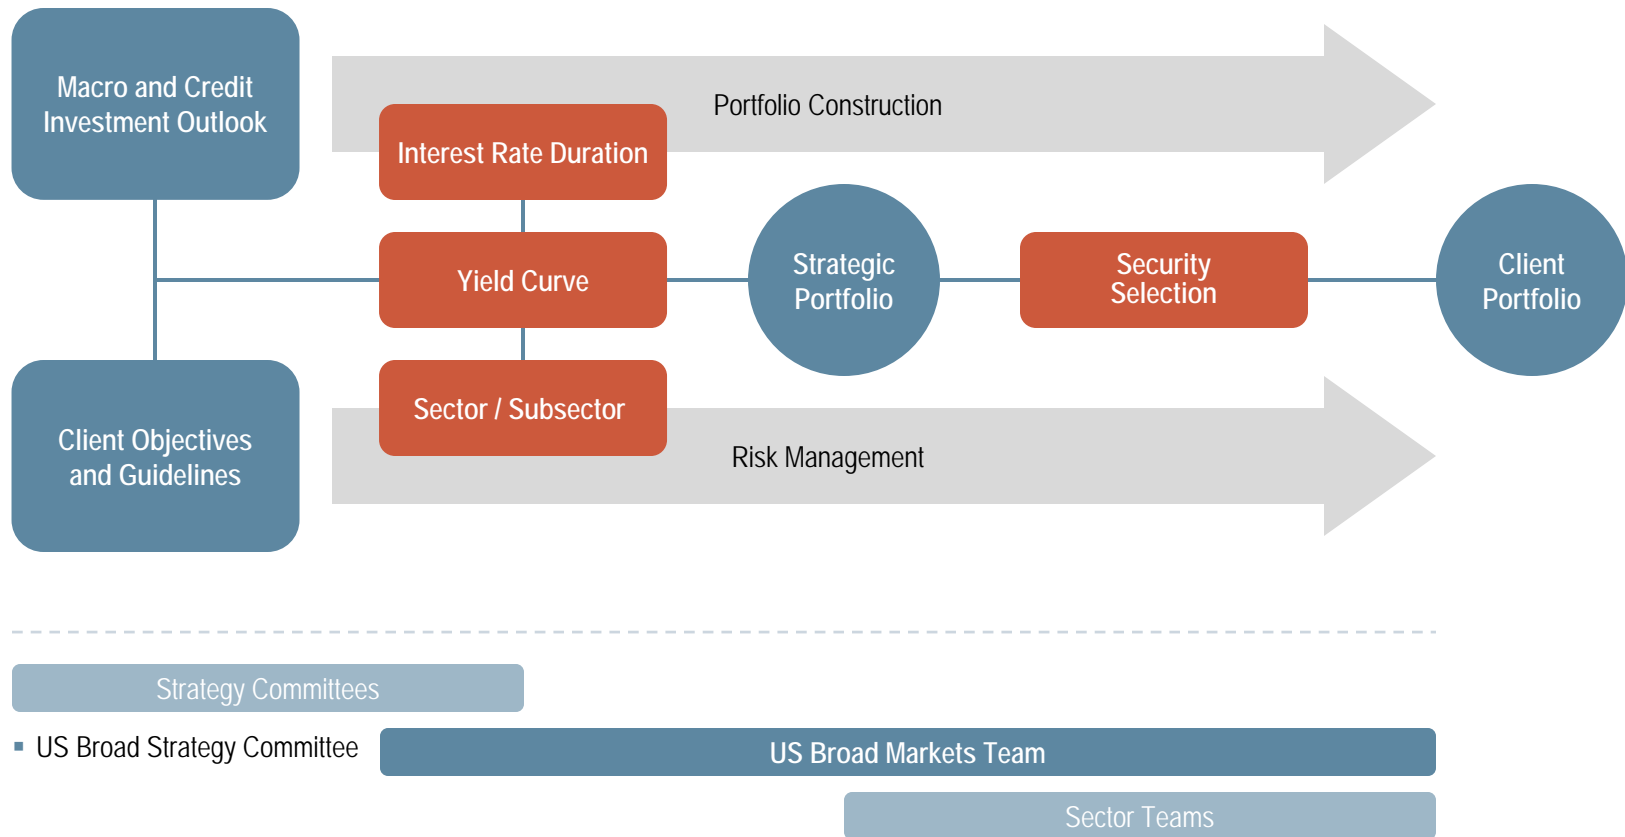 Macro and Credit
Investment Outlook
Portfolio Construction
Interest Rate Duration
Yield Curve
Strategic
Portfolio
Security
Selection
Client
Portfolio
Sector / Subsector
Client Objectives
and Guidelines
Risk Management
Strategy Committees
▪ US Broad Strategy Committee
US Broad Markets Team
Sector Teams